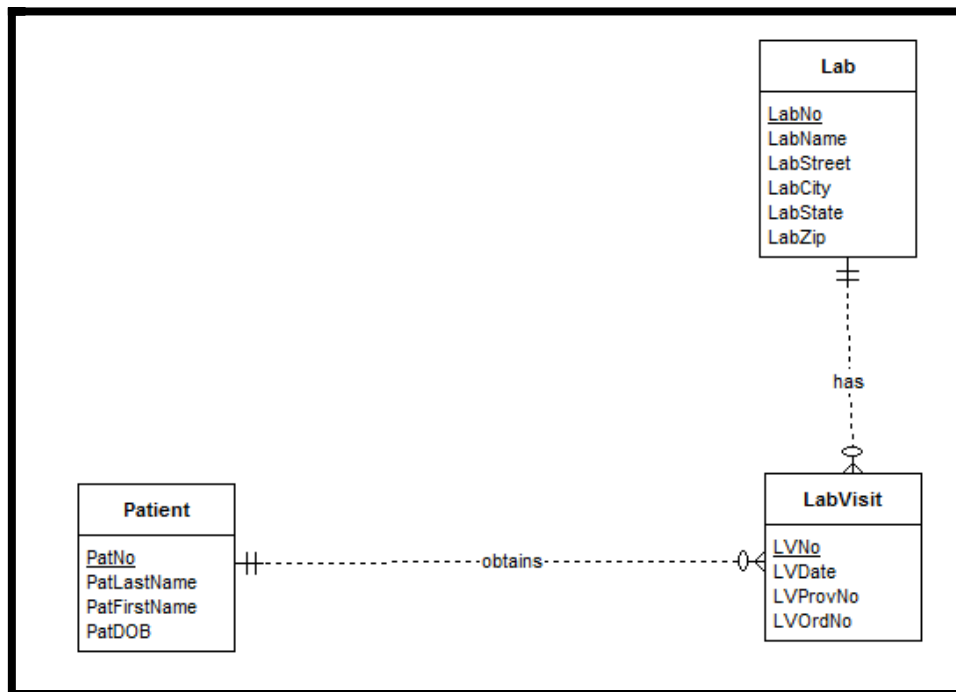 Lab
LabNo
LabName
LabStreet
LabCity
LabState
LabZip
has
Patient
PatNo
PatLastName
PatFirstName
PatDOB
obtains
LabVisit
LVNo
LVDate
LVProvNo
LVOrdNo